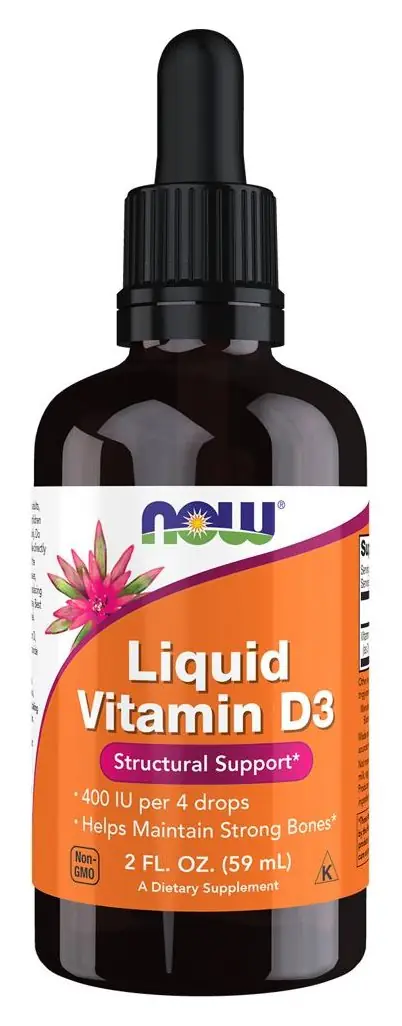 NOW®
Liquid
Vitamin D3
Structural Support*
• 400 IU per 4 drops
• Helps Maintain Strong Bones*
Non-
GMO
2 FL. OZ. (59 mL)
K
A Dietary Supplement